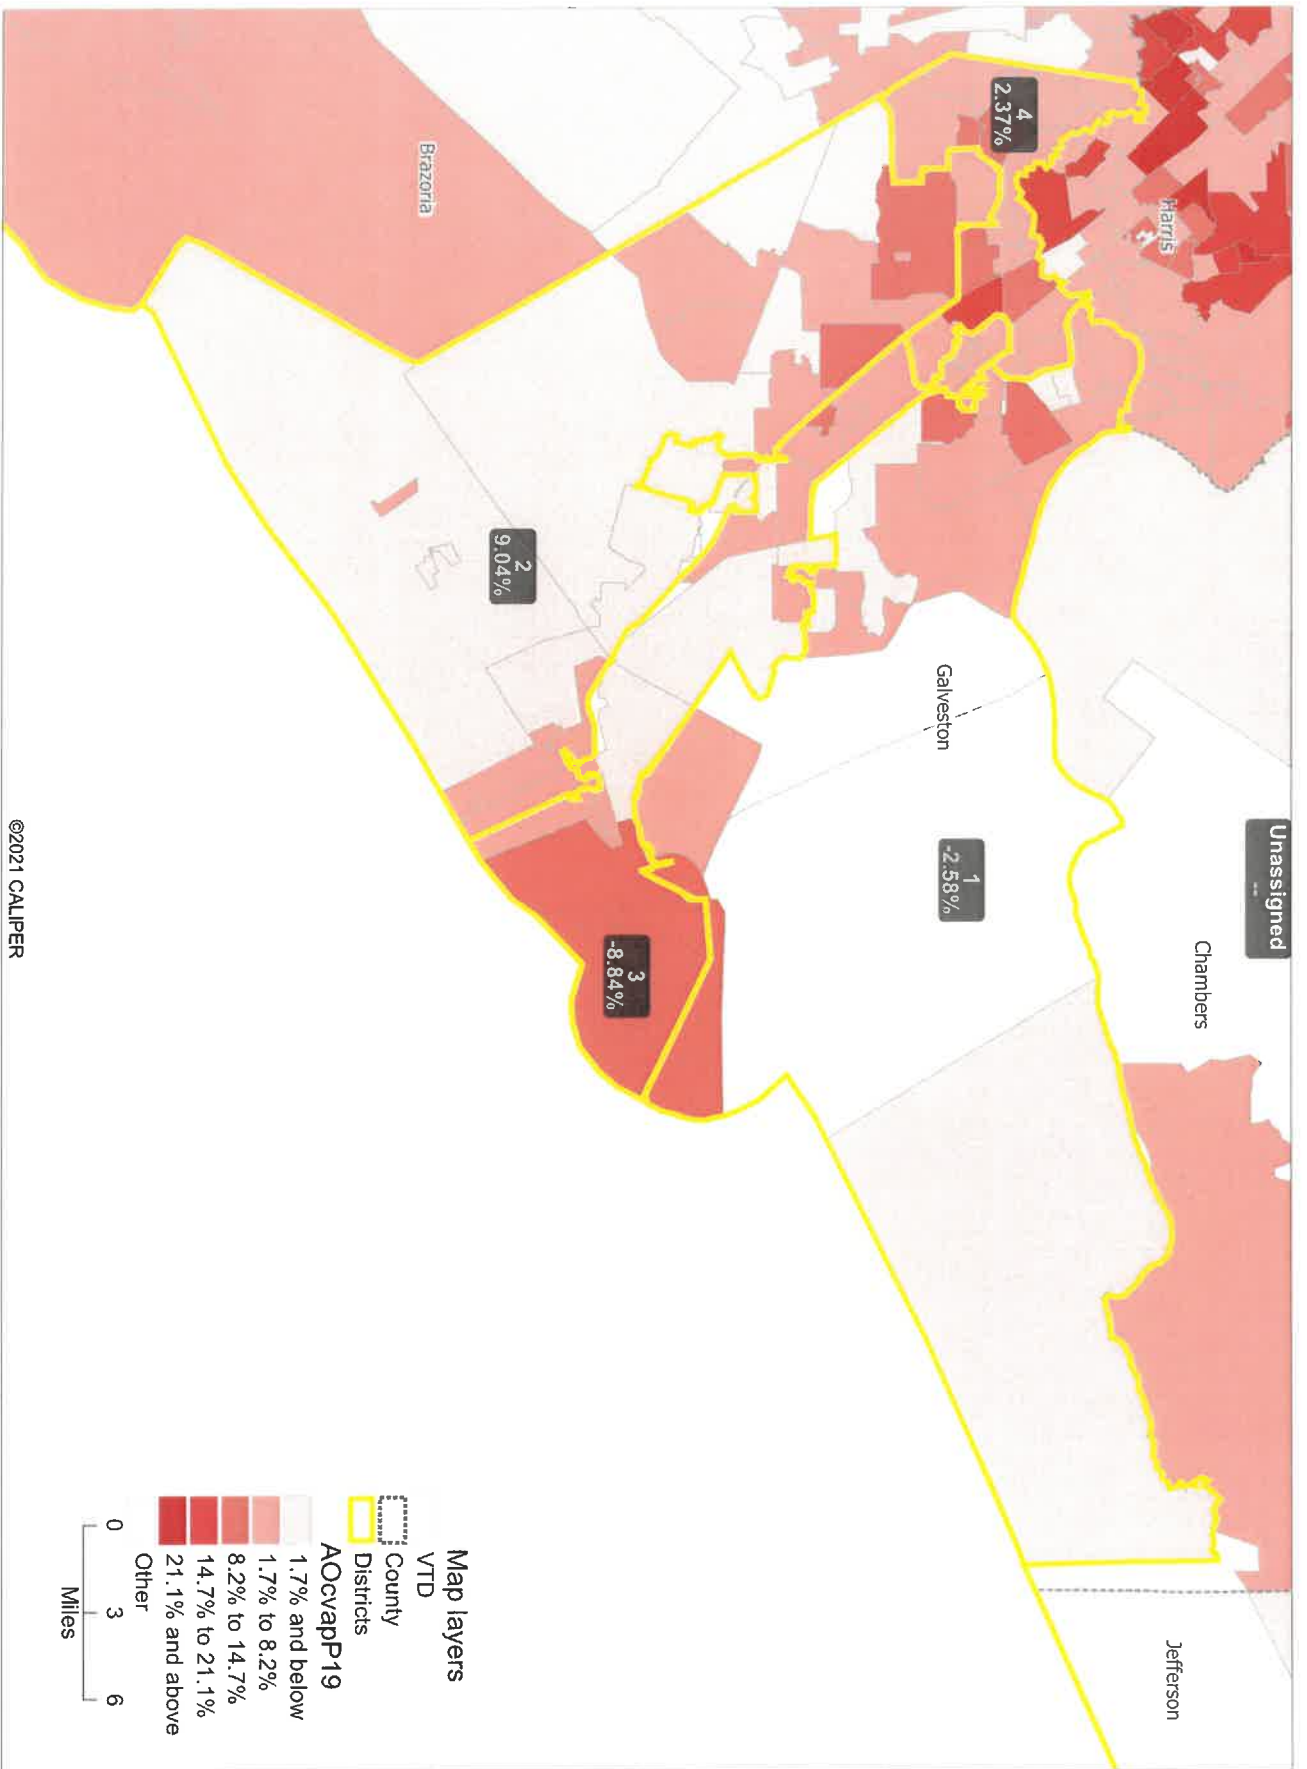 Unassigned
--
Harris
Chambers
Jefferson
4
2.37%
Galveston
1
-2.58%
3
-8.84%
2
9.04%
Brazoria
Map layers
VTD
County
Districts
AOcvapP19
1.7% and below
1.7% to 8.2%
8.2% to 14.7%
14.7% to 21.1%
21.1% and above
Other
0 3 6
Miles
©2021 CALIPER